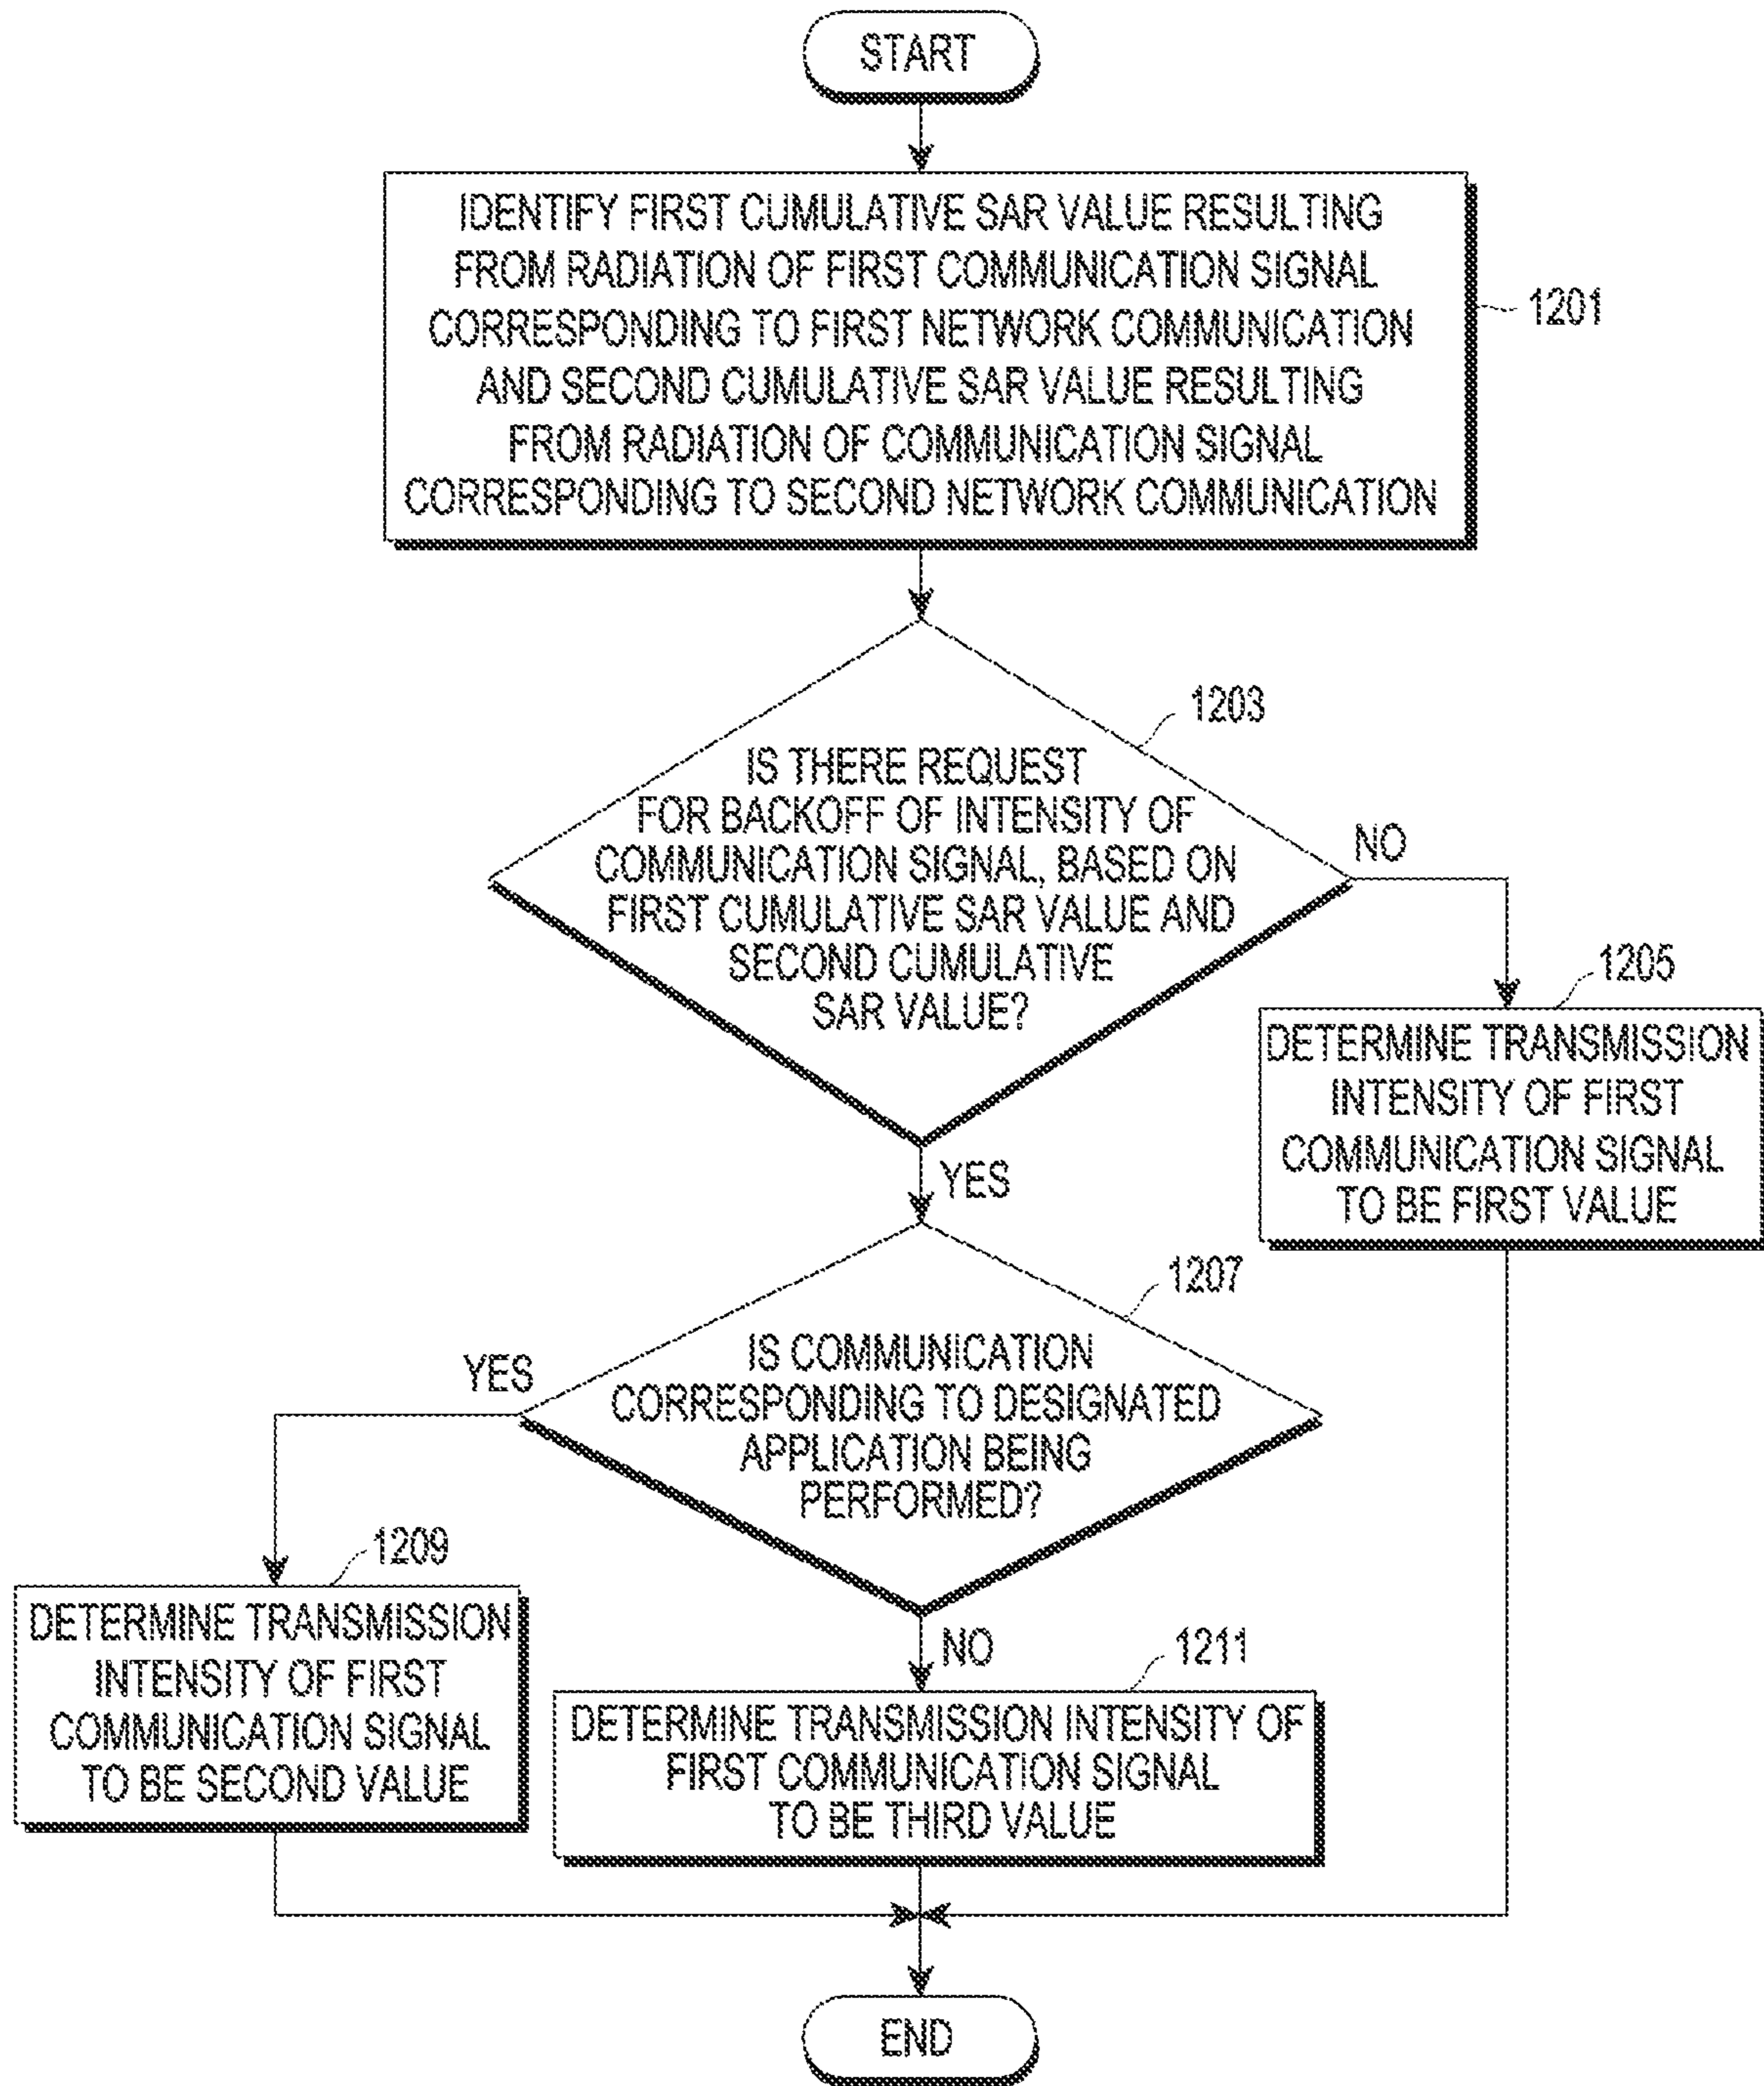 START
IDENTIFY FIRST CUMULATIVE SAR VALUE RESULTING
FROM RADIATION OF FIRST COMMUNICATION SIGNAL
CORRESPONDING TO FIRST NETWORK COMMUNICATION
AND SECOND CUMULATIVE SAR VALUE RESULTING
FROM RADIATION OF COMMUNICATION SIGNAL
CORRESPONDING TO SECOND NETWORK COMMUNICATION
1201
1203
IS THERE REQUEST
FOR BACKOFF OF INTENSITY OF
COMMUNICATION SIGNAL, BASED ON
FIRST CUMULATIVE SAR VALUE AND
SECOND CUMULATIVE
SAR VALUE?
NO
YES
1205
DETERMINE TRANSMISSION
INTENSITY OF FIRST
COMMUNICATION SIGNAL
TO BE FIRST VALUE
1207
IS COMMUNICATION
CORRESPONDING TO DESIGNATED
APPLICATION BEING
PERFORMED?
YES
NO
1209
DETERMINE TRANSMISSION
INTENSITY OF FIRST
COMMUNICATION SIGNAL
TO BE SECOND VALUE
1211
DETERMINE TRANSMISSION INTENSITY OF
FIRST COMMUNICATION SIGNAL
TO BE THIRD VALUE
END